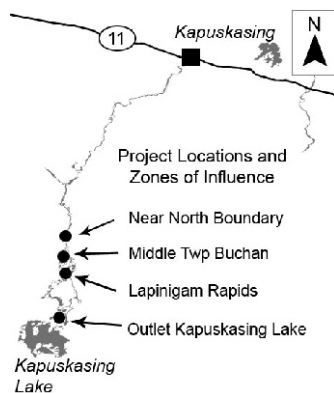 Kapuskasing
11
N
Project Locations and
Zones of Influence
Near North Boundary
Middle Twp Buchan
Lapinigam Rapids
Outlet Kapuskasing Lake
Kapuskasing
Lake